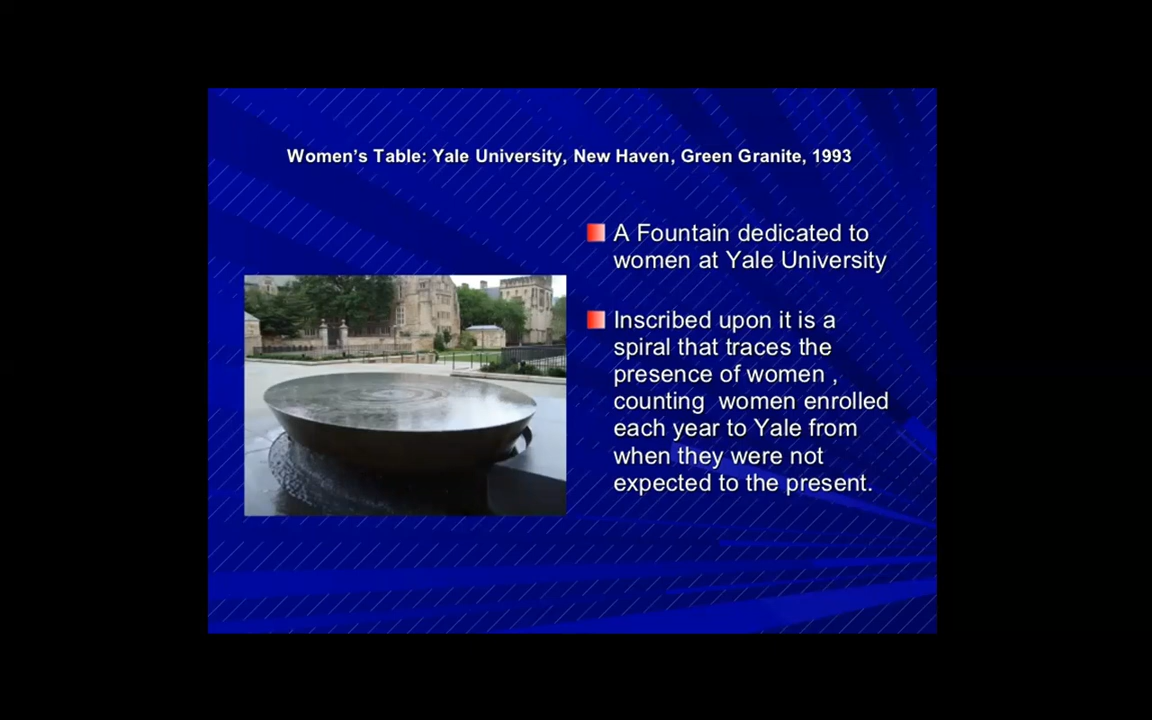 Women’s Table: Yale University, New Haven, Green Granite, 1993
A Fountain dedicated to
women at Yale University
Inscribed upon it is a
spiral that traces the
presence of women ,
counting  women enrolled
each year to Yale from
when they were not
expected to the present.